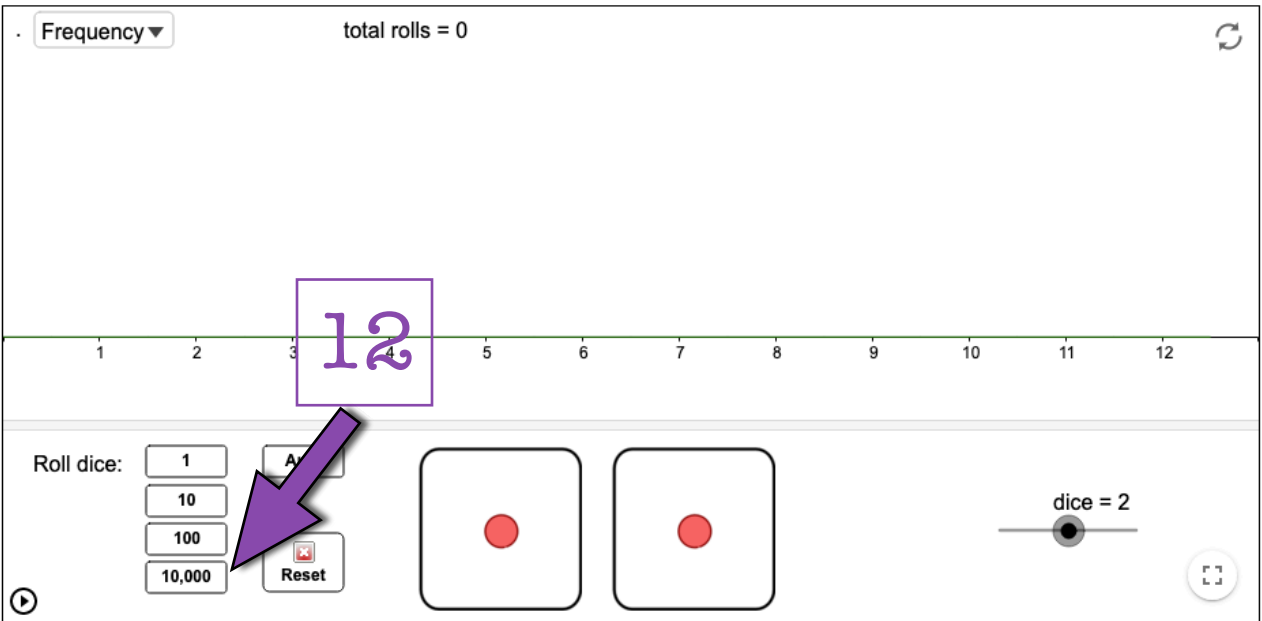 Frequency▼
total rolls = 0
12
1 2 3 4 5 6 7 8 9 10 11 12
Roll dice:
1
10
100
10,000
Reset
dice = 2